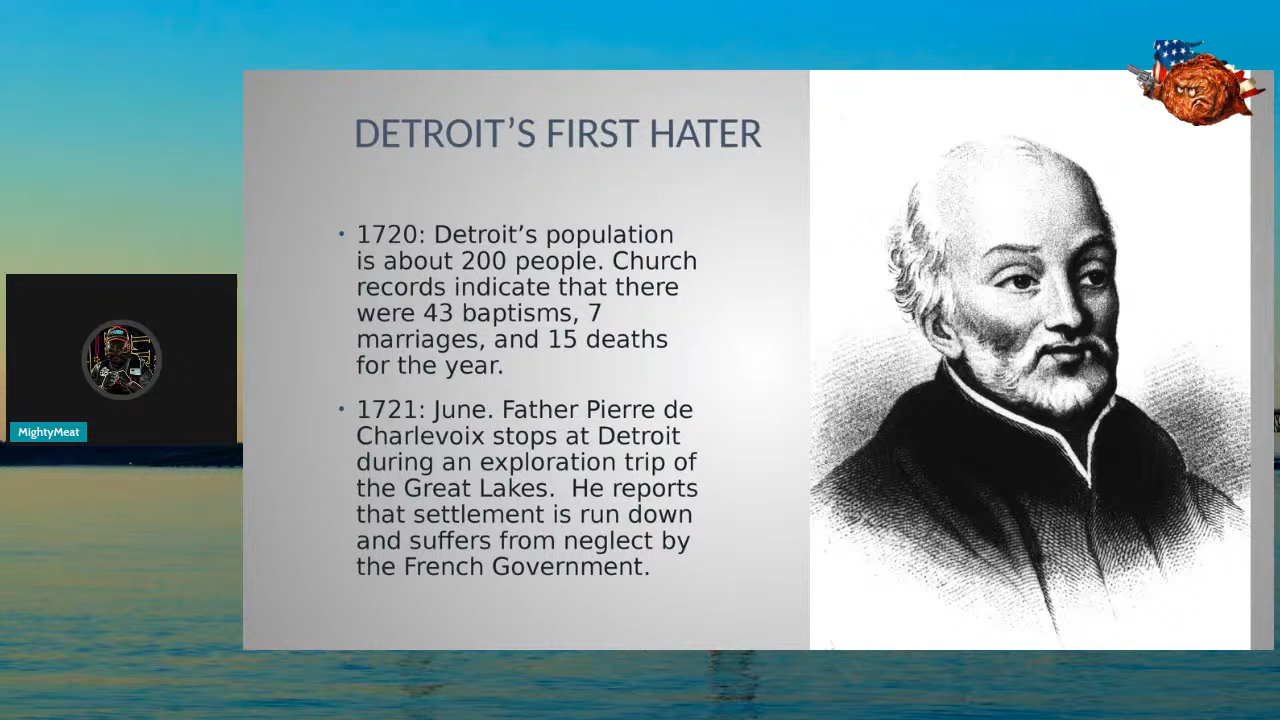 DETROIT’S FIRST HATER
• 1720: Detroit’s population
is about 200 people. Church
records indicate that there
were 43 baptisms, 7
marriages, and 15 deaths
for the year.
• 1721: June. Father Pierre de
Charlevoix stops at Detroit
during an exploration trip of
the Great Lakes.  He reports
that settlement is run down
and suffers from neglect by
the French Government.
MightyMeat